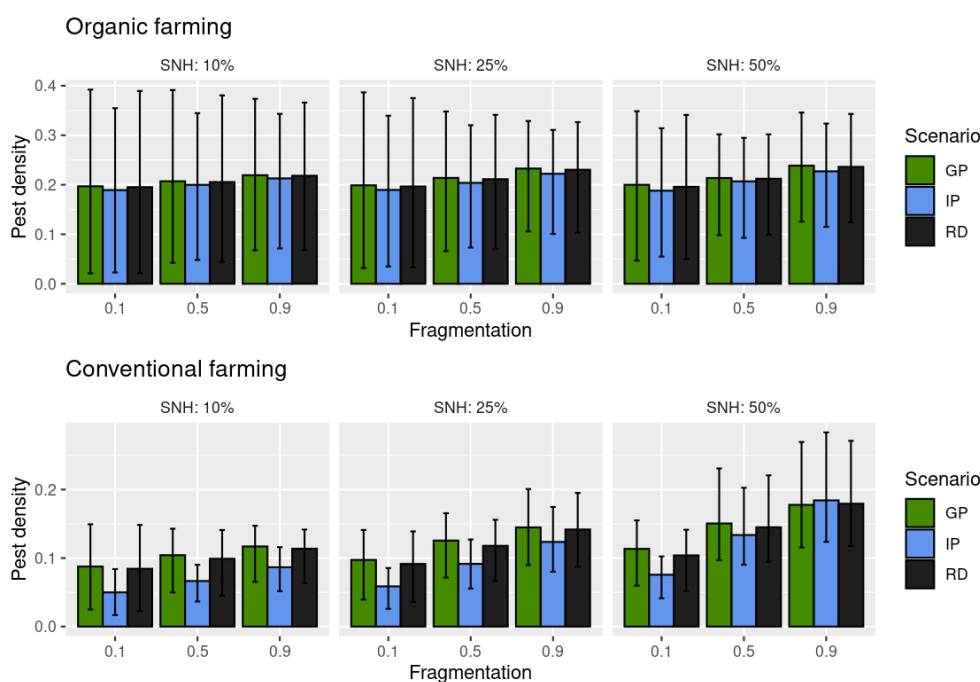 Organic farming
SNH: 10% SNH: 25% SNH: 50%
0.4
0.3
0.2
0.1
0.0
Pest density
0.1 0.5 0.9 0.1 0.5 0.9 0.1 0.5 0.9
Fragmentation
Scenario
GP
IP
RD
Conventional farming
SNH: 10% SNH: 25% SNH: 50%
0.2
0.1
0.0
Pest density
0.1 0.5 0.9 0.1 0.5 0.9 0.1 0.5 0.9
Fragmentation
Scenario
GP
IP
RD